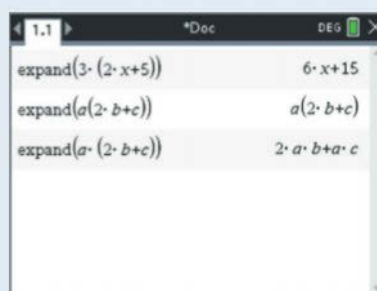 1.1 *Doc DEG
expand(3·(2·x+5)) 6·x+15
expand(a(2·b+c)) a(2·b+c)
expand(a·(2·b+c)) 2·a·b+a·c